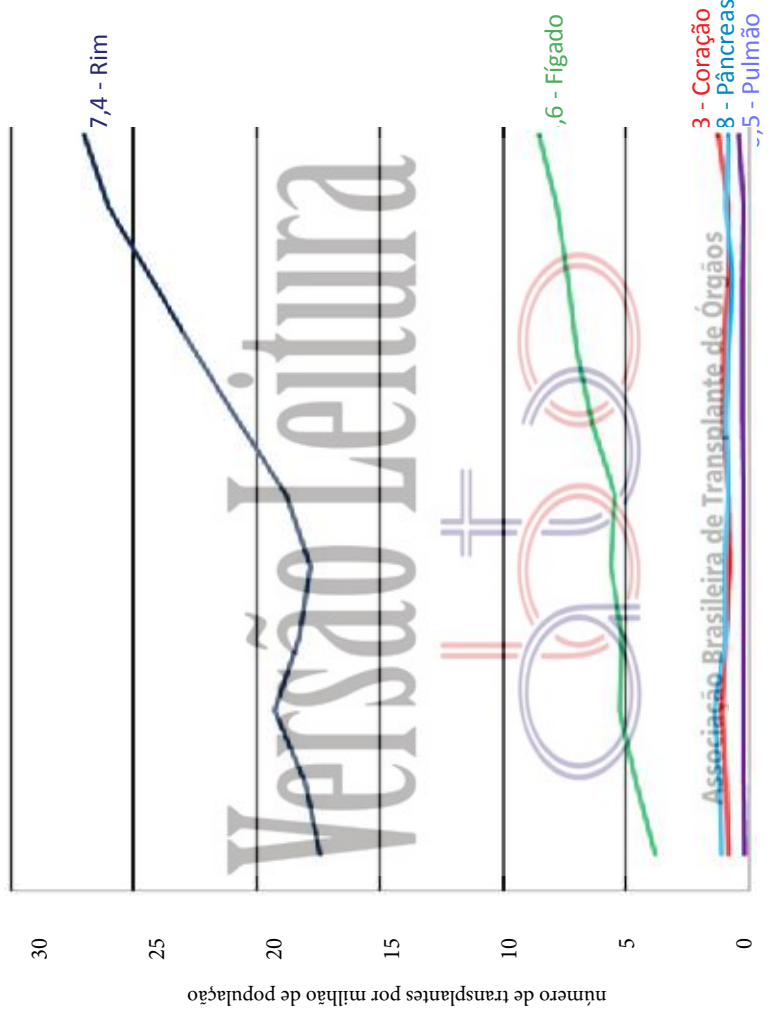 30
25
20
15
10
5
0
número de transplantes por milhão de população
7,4 - Rim
,6 - Fígado
3 - Coração
8 - Pâncreas
,5 - Pulmão
Versão Leitura
abto
Associação Brasileira de Transplante de Órgãos